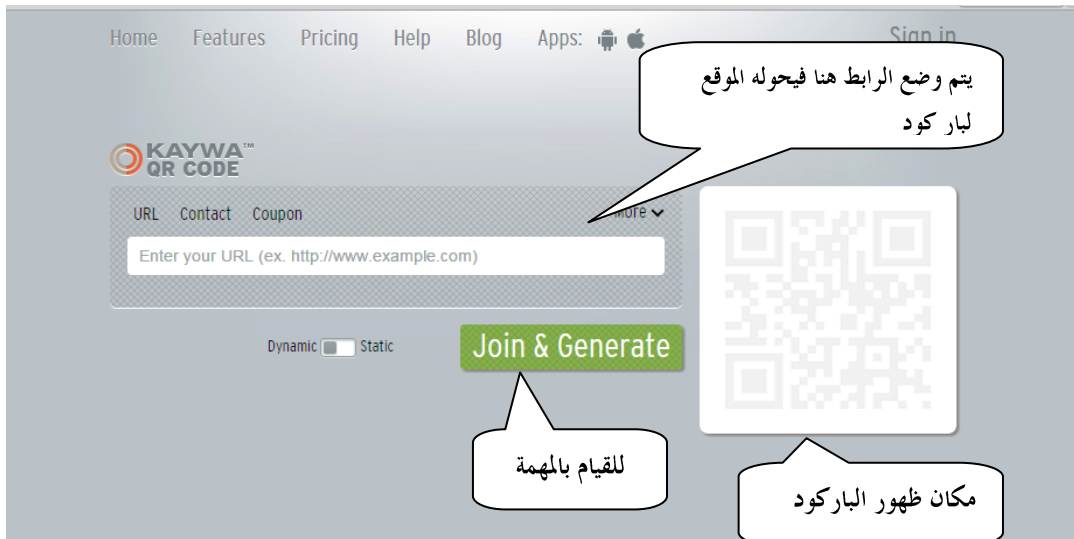 Home Features Pricing Help Blog Apps: Sign in
يتم وضع الرابط هنا فيحوله الموقع
لبار كود
KAYWA™
QR CODE
URL Contact Coupon More
Enter your URL (ex. http://www.example.com)
Dynamic Static
Join & Generate
للقيام بالمهمة
مكان ظهور الباركود